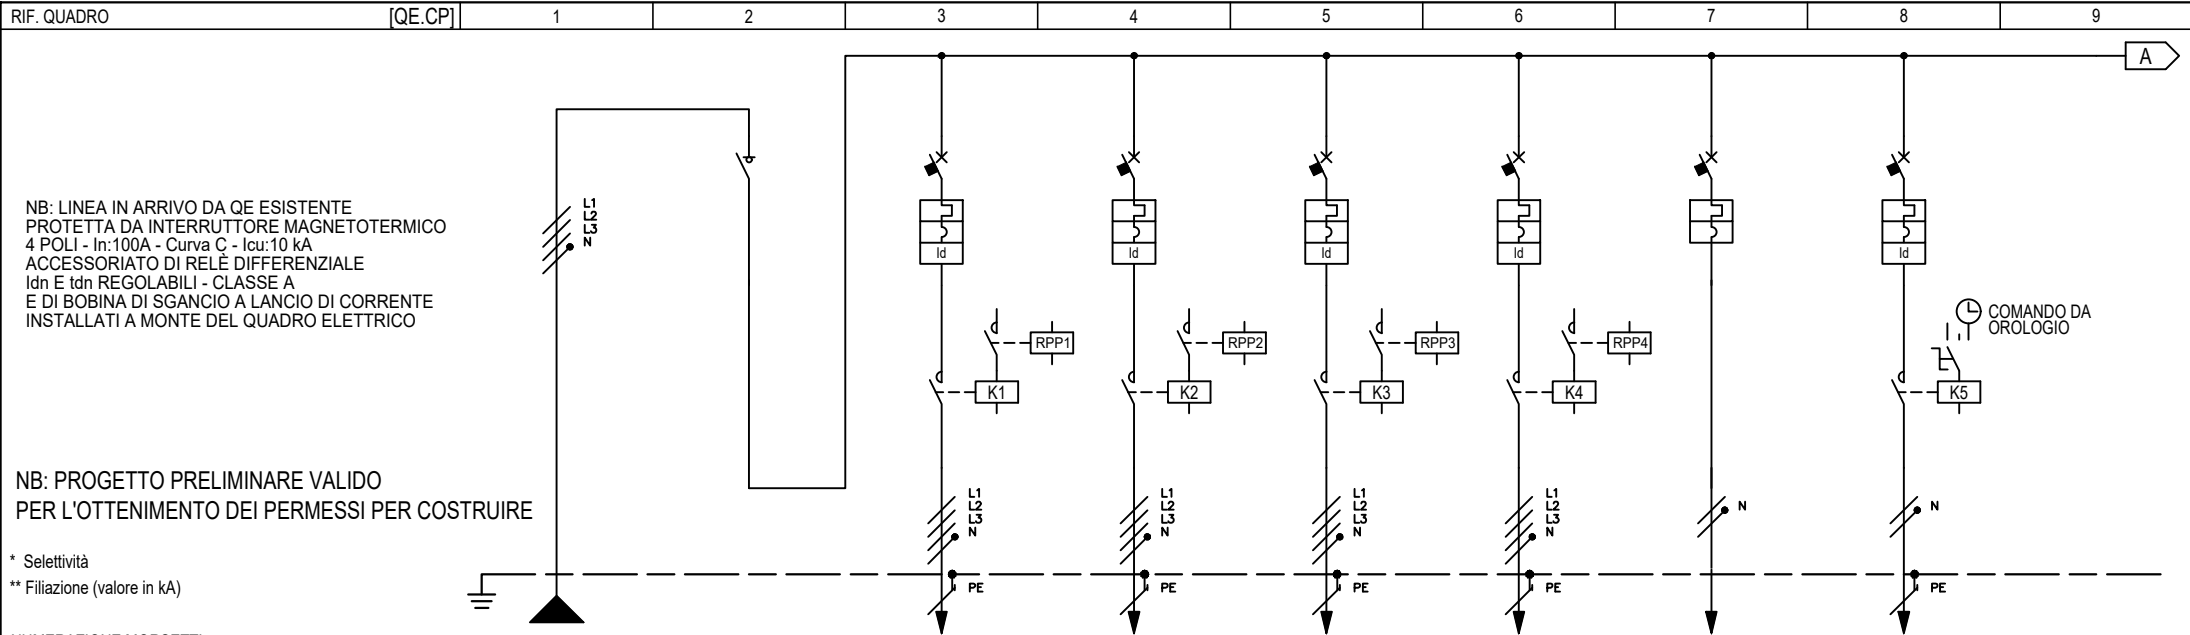 RIF. QUADRO [QE.CP] 1 2 3 4 5 6 7 8 9
A
NB: LINEA IN ARRIVO DA QE ESISTENTE
PROTETTA DA INTERRUTTORE MAGNETOTERMICO
4 POLI - In:100A - Curva C - Icu:10 kA
ACCESSORIATO DI RELÈ DIFFERENZIALE
Idn E tdn REGOLABILI - CLASSE A
E DI BOBINA DI SGANCIO A LANCIO DI CORRENTE
INSTALLATI A MONTE DEL QUADRO ELETTRICO
L1
L2
L3
N
Id Id Id Id Id
COMANDO DA
OROLOGIO
RPP1 RPP2 RPP3 RPP4
K1 K2 K3 K4 K5
NB: PROGETTO PRELIMINARE VALIDO
PER L'OTTENIMENTO DEI PERMESSI PER COSTRUIRE
L1 L1 L1 L1
L2 L2 L2 L2
L3 L3 L3 L3
N N N N
N N
* Selettività
** Filiazione (valore in kA)
PE PE PE PE PE